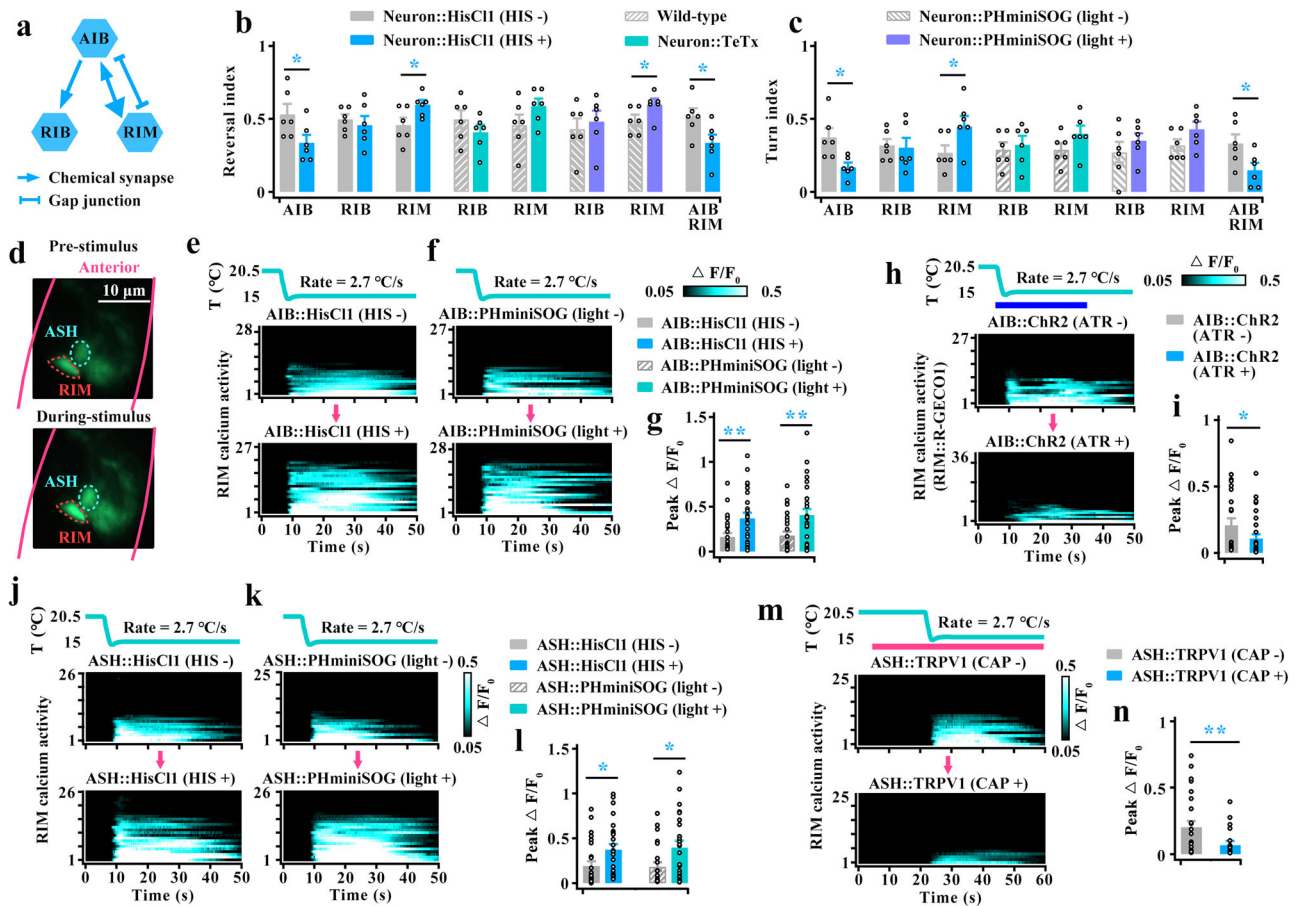 a
AIB
RIB
RIM
Chemical synapse
Gap junction
b
Neuron::HisCl1 (HIS -)
Neuron::HisCl1 (HIS +)
Wild-type
Neuron::TeTx
Reversal index
1
0.5
0
*
*
*
*
AIB
RIB
RIM
RIB
RIM
RIB
RIM
AIB
RIM
c
Neuron::PHminiSOG (light -)
Neuron::PHminiSOG (light +)
Turn index
1
0.5
0
*
*
*
AIB
RIB
RIM
RIB
RIM
RIB
RIM
AIB
RIM
d
Pre-stimulus
Anterior
10 μm
ASH
RIM
During-stimulus
ASH
RIM
e
T (℃)
20.5
15
Rate = 2.7 ℃/s
AIB::HisCl1 (HIS -)
28
1
AIB::HisCl1 (HIS +)
27
1
RIM calcium activity
0 10 20 30 40 50
Time (s)
f
Rate = 2.7 ℃/s
AIB::PHminiSOG (light -)
27
1
AIB::PHminiSOG (light +)
28
1
0 10 20 30 40 50
Time (s)
△ F/F0
0.05 0.5
AIB::HisCl1 (HIS -)
AIB::HisCl1 (HIS +)
AIB::PHminiSOG (light -)
AIB::PHminiSOG (light +)
g
Peak △ F/F0
1.5
1
0.5
0
**
**
h
T (℃)
20.5
15
Rate = 2.7 ℃/s
AIB::ChR2 (ATR -)
27
1
AIB::ChR2 (ATR +)
36
1
RIM calcium activity
(RIM::R-GECO1)
0 10 20 30 40 50
Time (s)
△ F/F0
0.05 0.5
AIB::ChR2
(ATR -)
AIB::ChR2
(ATR +)
i
Peak △ F/F0
1
0.5
0
*
j
T (℃)
20.5
15
Rate = 2.7 ℃/s
ASH::HisCl1 (HIS -)
26
1
ASH::HisCl1 (HIS +)
26
1
RIM calcium activity
0 10 20 30 40 50
Time (s)
k
Rate = 2.7 ℃/s
ASH::PHminiSOG (light -)
25
1
ASH::PHminiSOG (light +)
26
1
0 10 20 30 40 50
Time (s)
0.5
△ F/F0
0.05
ASH::HisCl1 (HIS -)
ASH::HisCl1 (HIS +)
ASH::PHminiSOG (light -)
ASH::PHminiSOG (light +)
l
Peak △ F/F0
1.5
1
0.5
0
*
*
m
T (℃)
20.5
15
Rate = 2.7 ℃/s
ASH::TRPV1 (CAP -)
25
1
ASH::TRPV1 (CAP +)
25
1
RIM calcium activity
0 10 20 30 40 50 60
Time (s)
0.5
△ F/F0
0.05
ASH::TRPV1 (CAP -)
ASH::TRPV1 (CAP +)
n
Peak △ F/F0
1
0.5
0
**